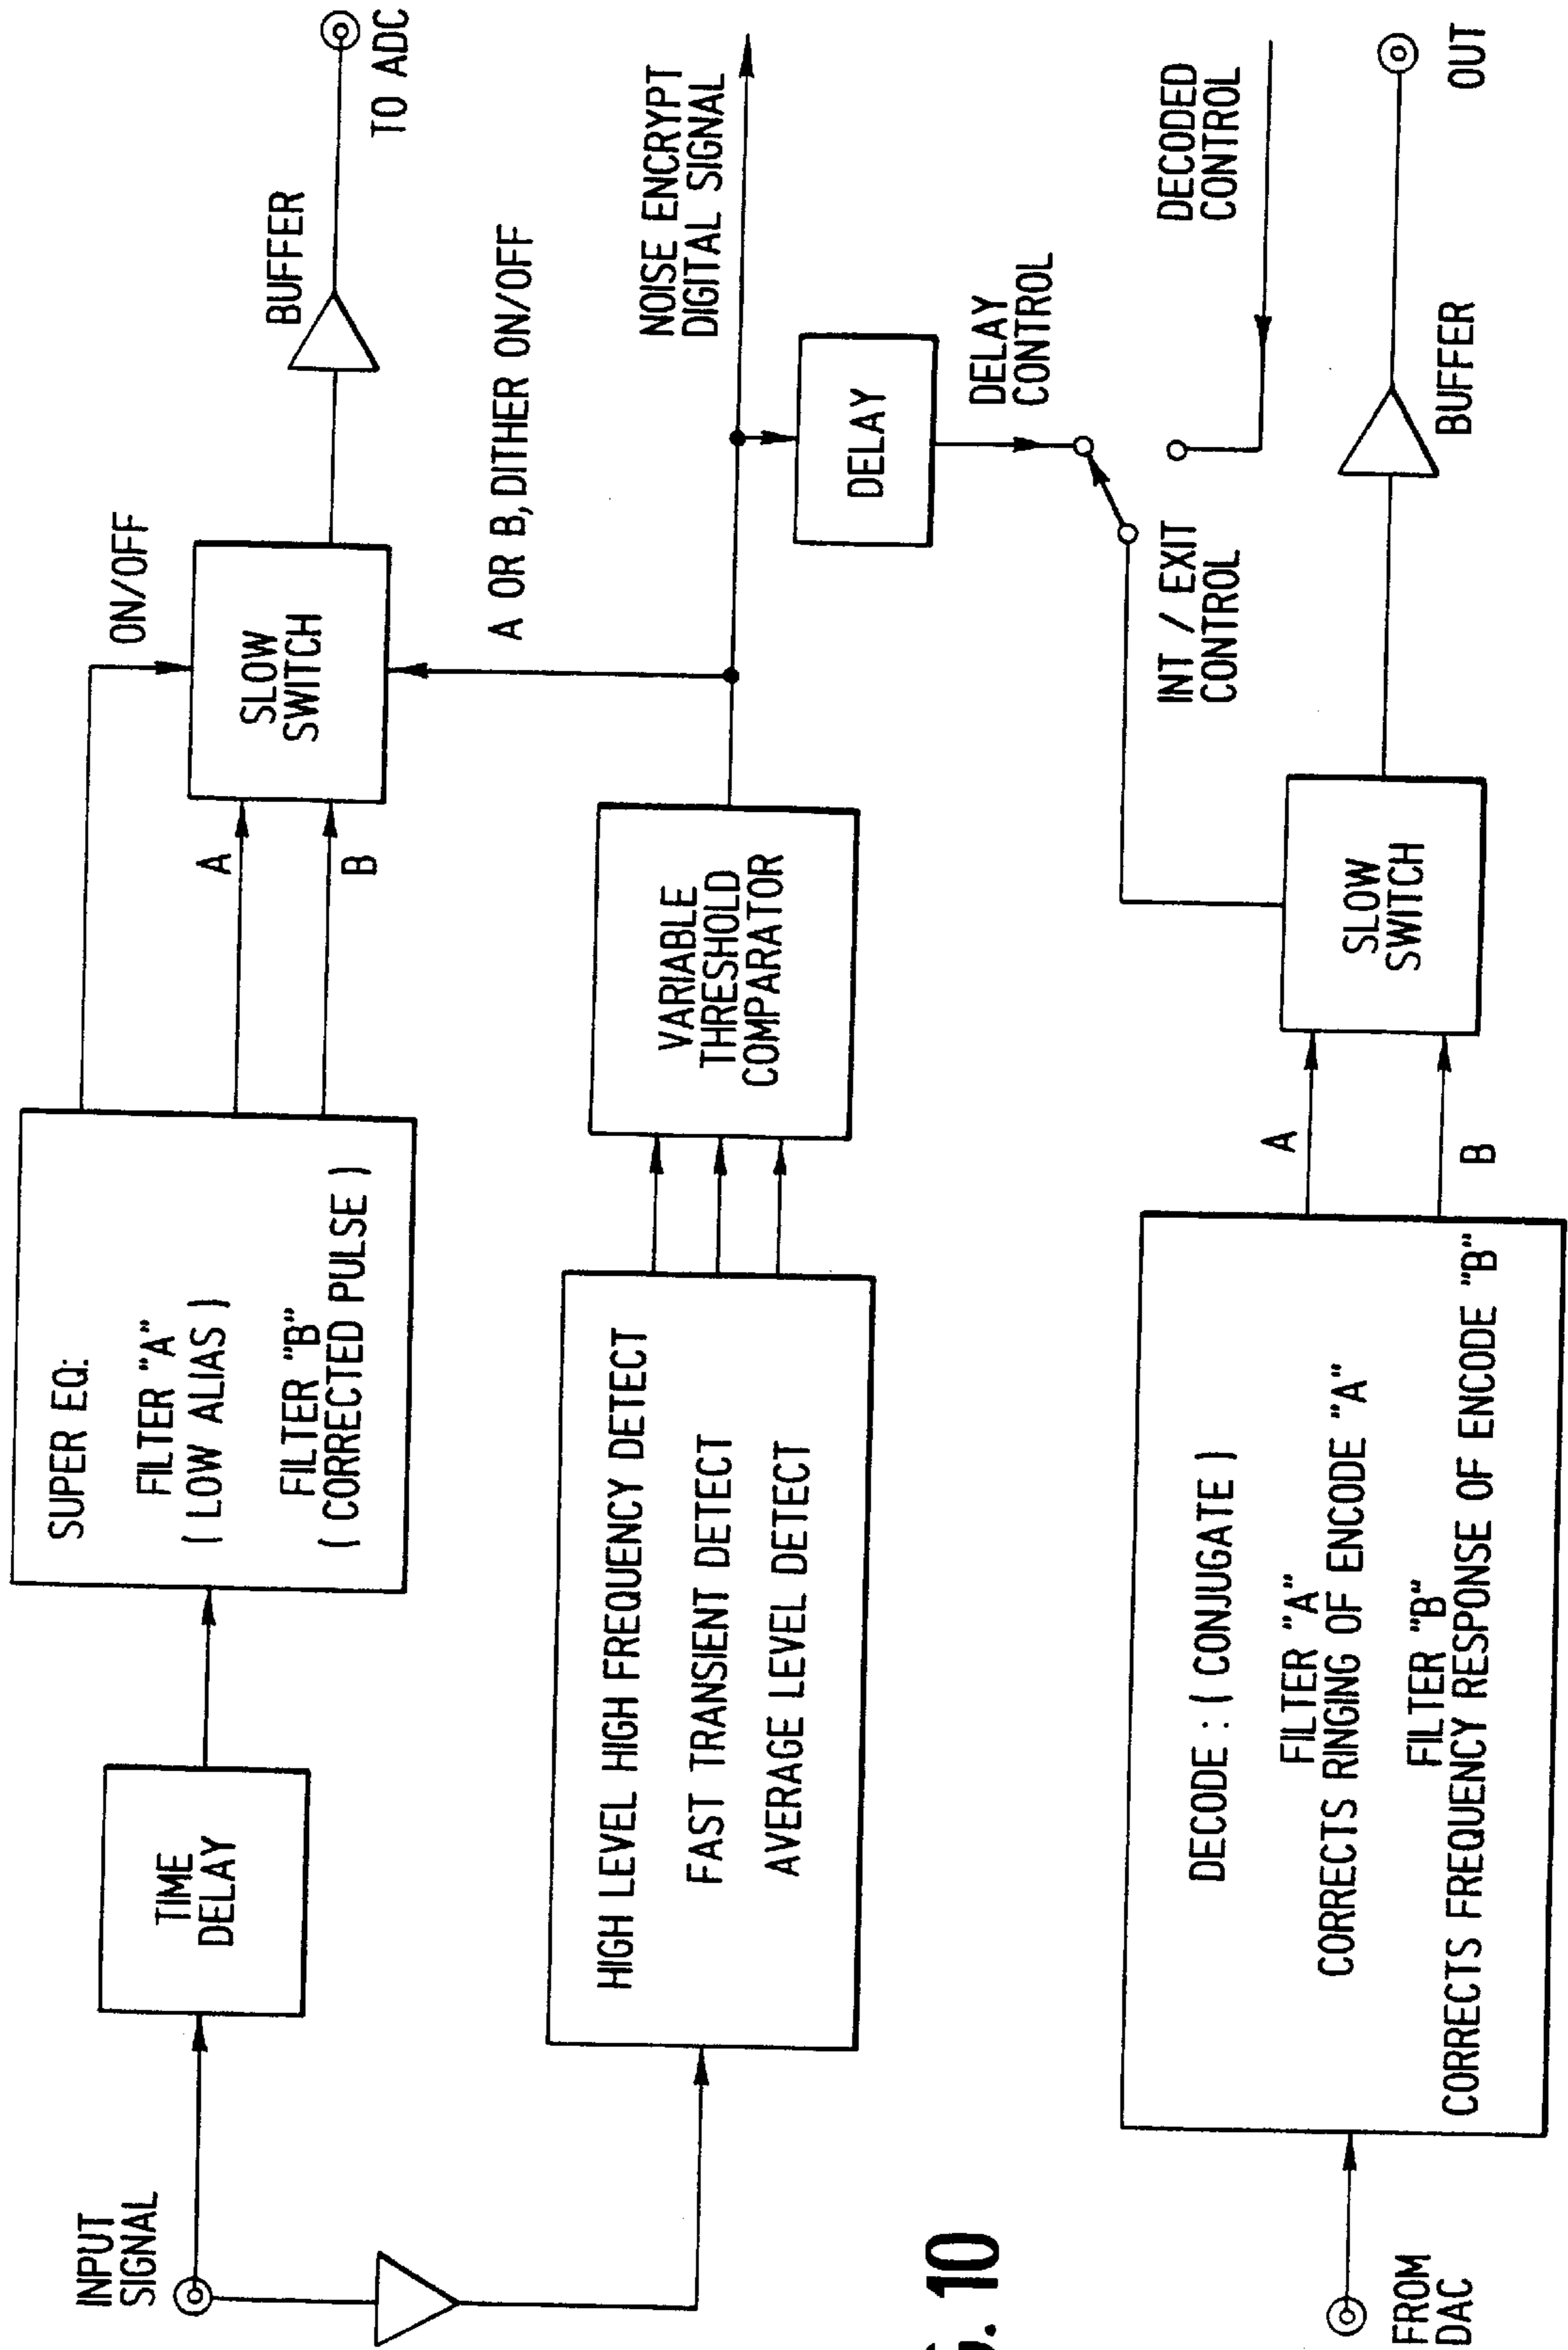 INPUT
SIGNAL
TIME
DELAY
SUPER EQ:
FILTER "A"
( LOW ALIAS )
FILTER "B"
( CORRECTED PULSE )
A
B
ON/OFF
SLOW
SWITCH
BUFFER
TO ADC
HIGH LEVEL HIGH FREQUENCY DETECT
FAST TRANSIENT DETECT
AVERAGE LEVEL DETECT
VARIABLE
THRESHOLD
COMPARATOR
A OR B, DITHER ON/OFF
NOISE ENCRYPT
DIGITAL SIGNAL
DELAY
DELAY
CONTROL
INT / EXIT
CONTROL
DECODED
CONTROL
FROM
DAC
DECODE : ( CONJUGATE )
FILTER "A"
CORRECTS RINGING OF ENCODE "A"
FILTER "B"
CORRECTS FREQUENCY RESPONSE OF ENCODE "B"
A
B
SLOW
SWITCH
BUFFER
OUT
10